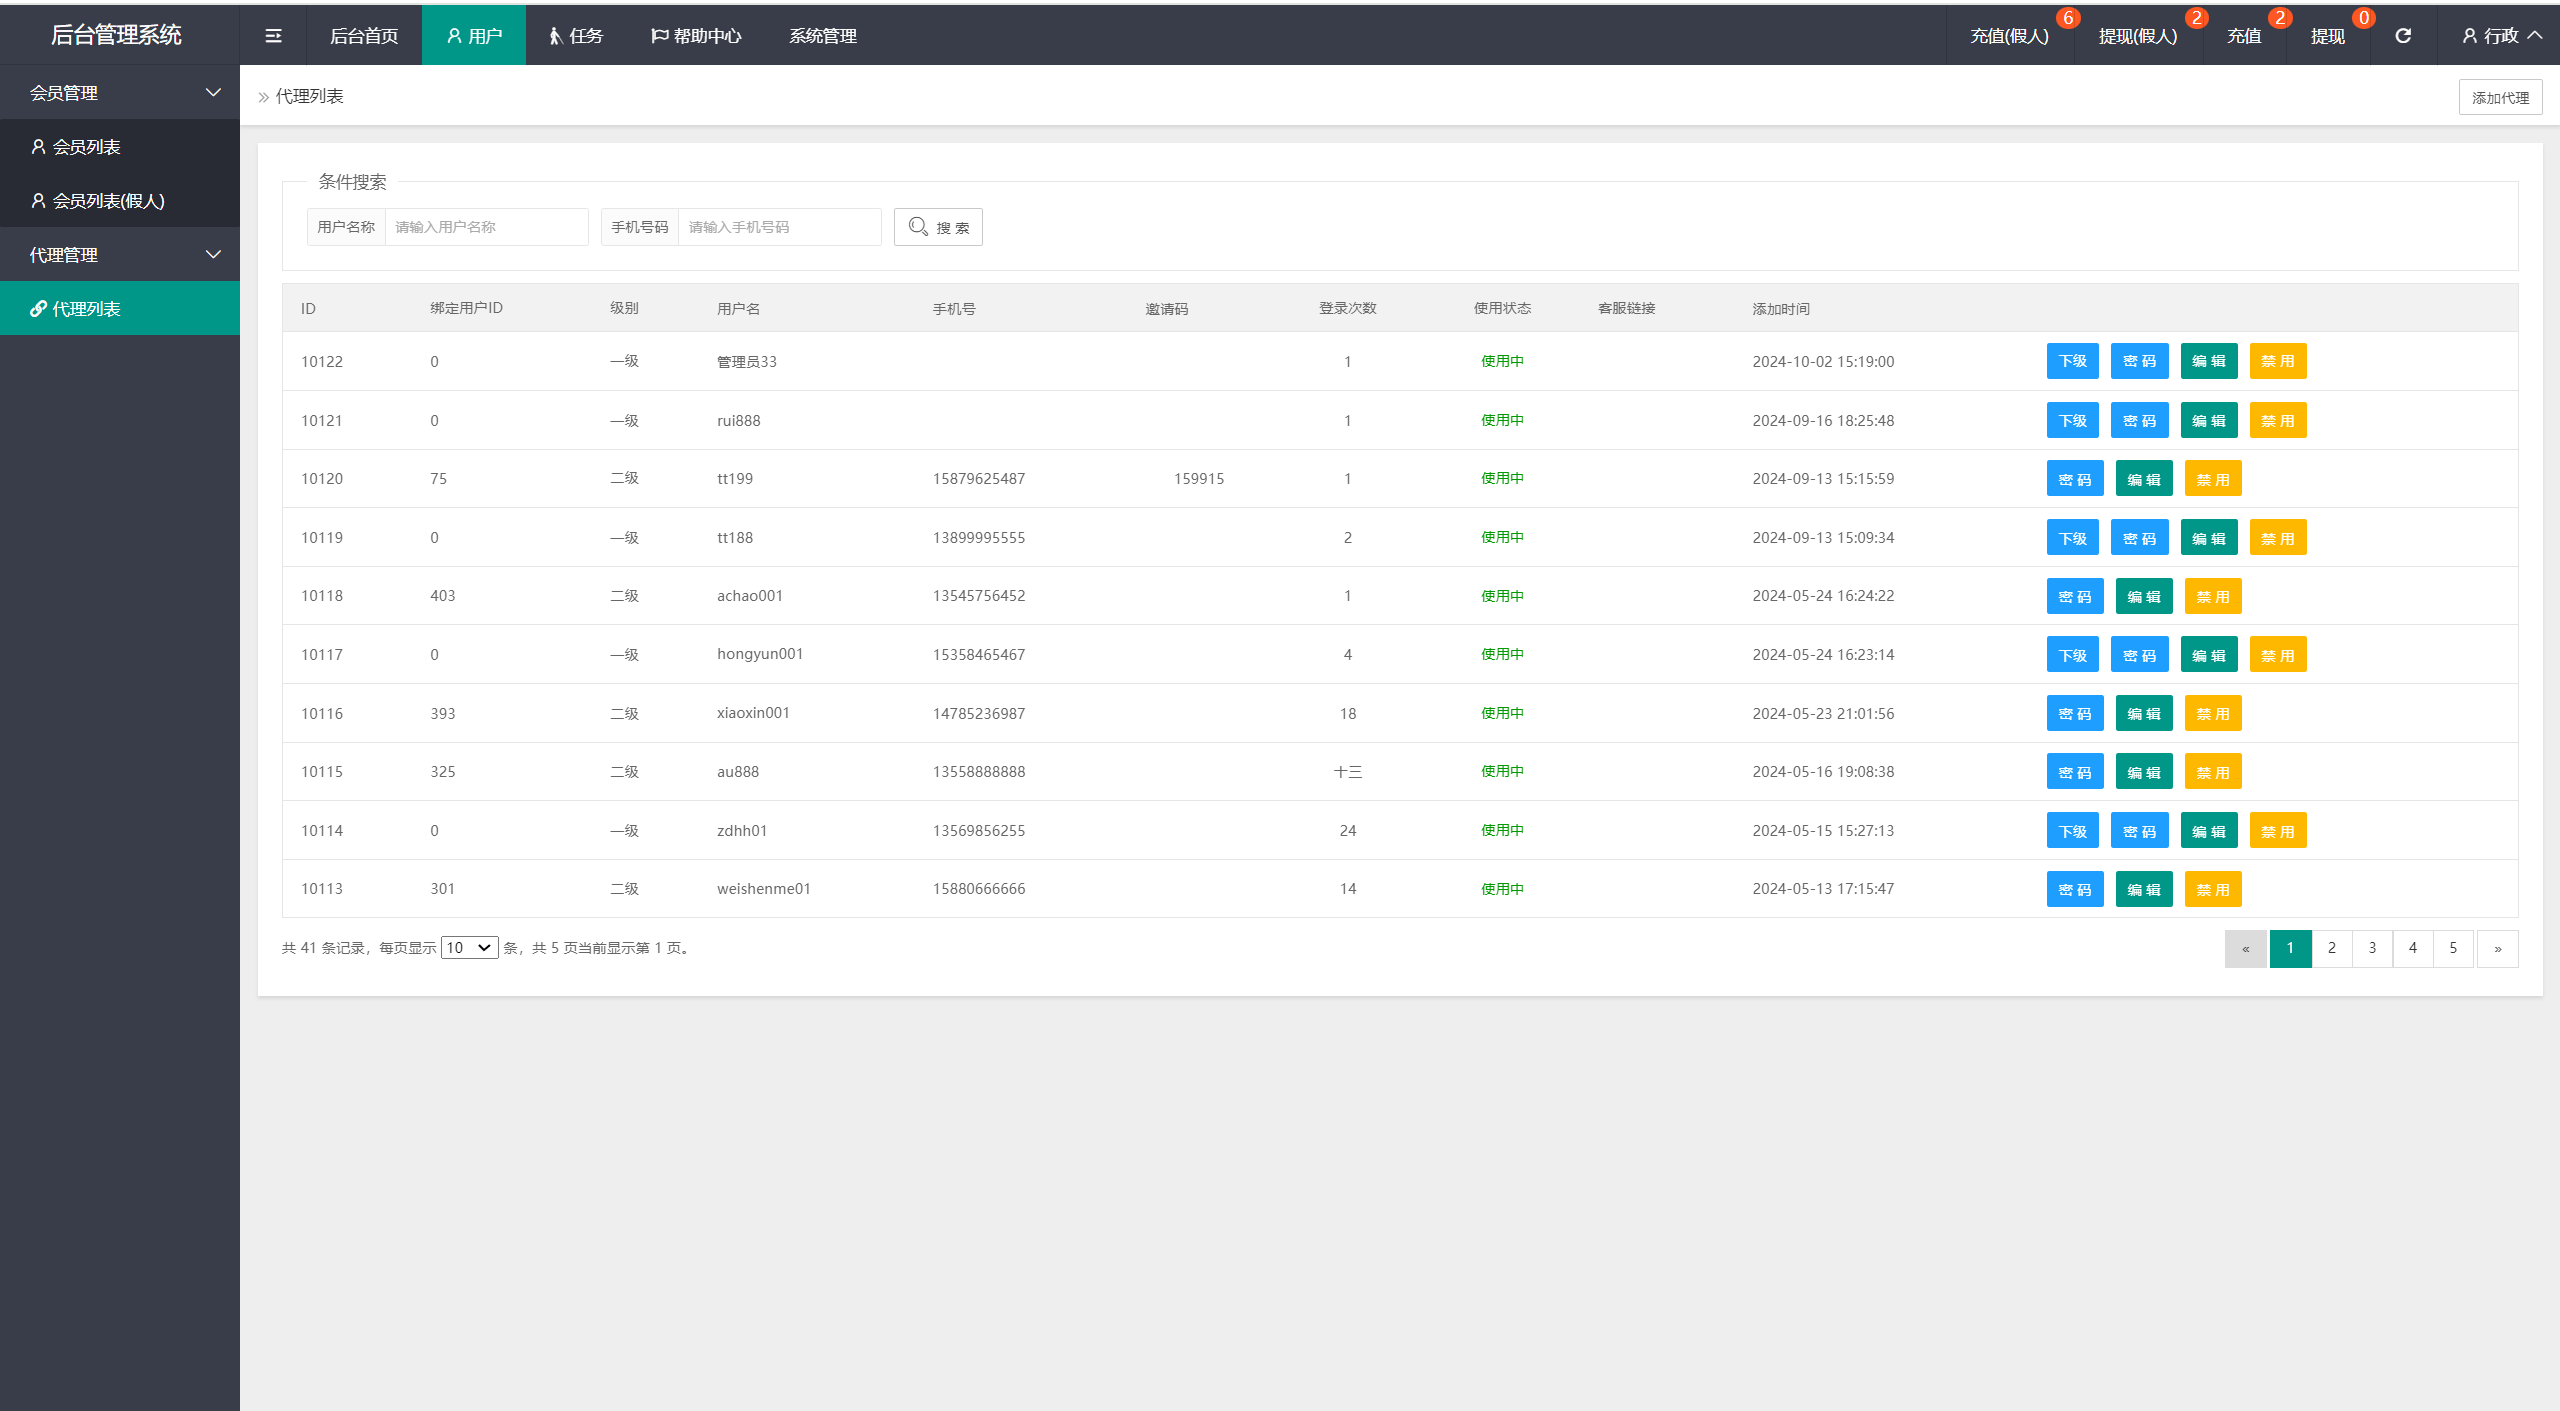 后台管理系统 后台首页 用户 任务 帮助中心 系统管理 充值(假人) 6 提现(假人) 2 充值 2 提现 0 行政
会员管理
会员列表
会员列表(假人)
代理管理
代理列表
» 代理列表 添加代理
条件搜索
用户名称 请输入用户名称 手机号码 请输入手机号码 搜 索
ID 绑定用户ID 级别 用户名 手机号 邀请码 登录次数 使用状态 客服链接 添加时间
10122 0 一级 管理员33 1 使用中 2024-10-02 15:19:00 下级 密 码 编 辑 禁 用
10121 0 一级 rui888 1 使用中 2024-09-16 18:25:48 下级 密 码 编 辑 禁 用
10120 75 二级 tt199 15879625487 159915 1 使用中 2024-09-13 15:15:59 密 码 编 辑 禁 用
10119 0 一级 tt188 13899995555 2 使用中 2024-09-13 15:09:34 下级 密 码 编 辑 禁 用
10118 403 二级 achao001 13545756452 1 使用中 2024-05-24 16:24:22 密 码 编 辑 禁 用
10117 0 一级 hongyun001 15358465467 4 使用中 2024-05-24 16:23:14 下级 密 码 编 辑 禁 用
10116 393 二级 xiaoxin001 14785236987 18 使用中 2024-05-23 21:01:56 密 码 编 辑 禁 用
10115 325 二级 au888 13558888888 十三 使用中 2024-05-16 19:08:38 密 码 编 辑 禁 用
10114 0 一级 zdhh01 13569856255 24 使用中 2024-05-15 15:27:13 下级 密 码 编 辑 禁 用
10113 301 二级 weishenme01 15880666666 14 使用中 2024-05-13 17:15:47 密 码 编 辑 禁 用
共 41 条记录，每页显示 10 条，共 5 页当前显示第 1 页。 « 1 2 3 4 5 »